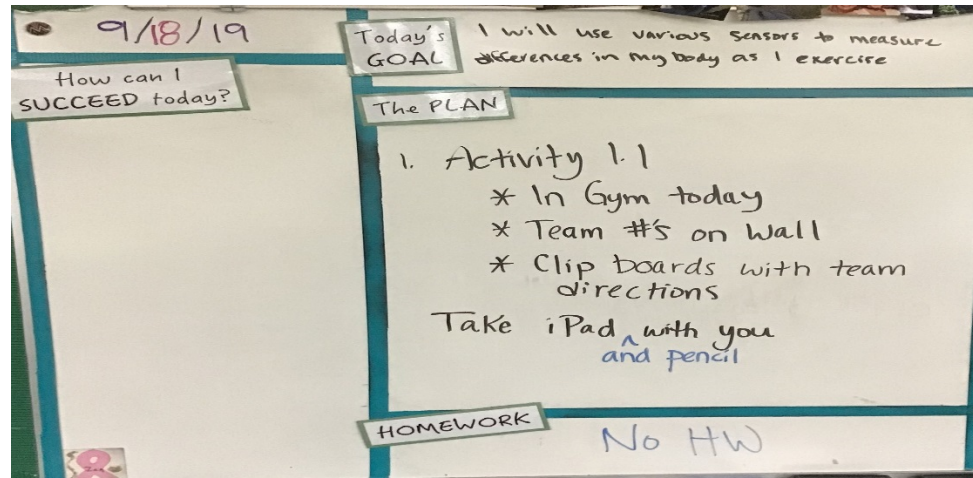 9/18/19
How can I
SUCCEED today?
Today's
GOAL
I will use various sensors to measure
differences in my body as I exercise
The PLAN
1. Activity 1.1
* In Gym today
* Team #'s on Wall
* Clip boards with team
directions
Take iPad ^ with you
and pencil
HOMEWORK
No HW